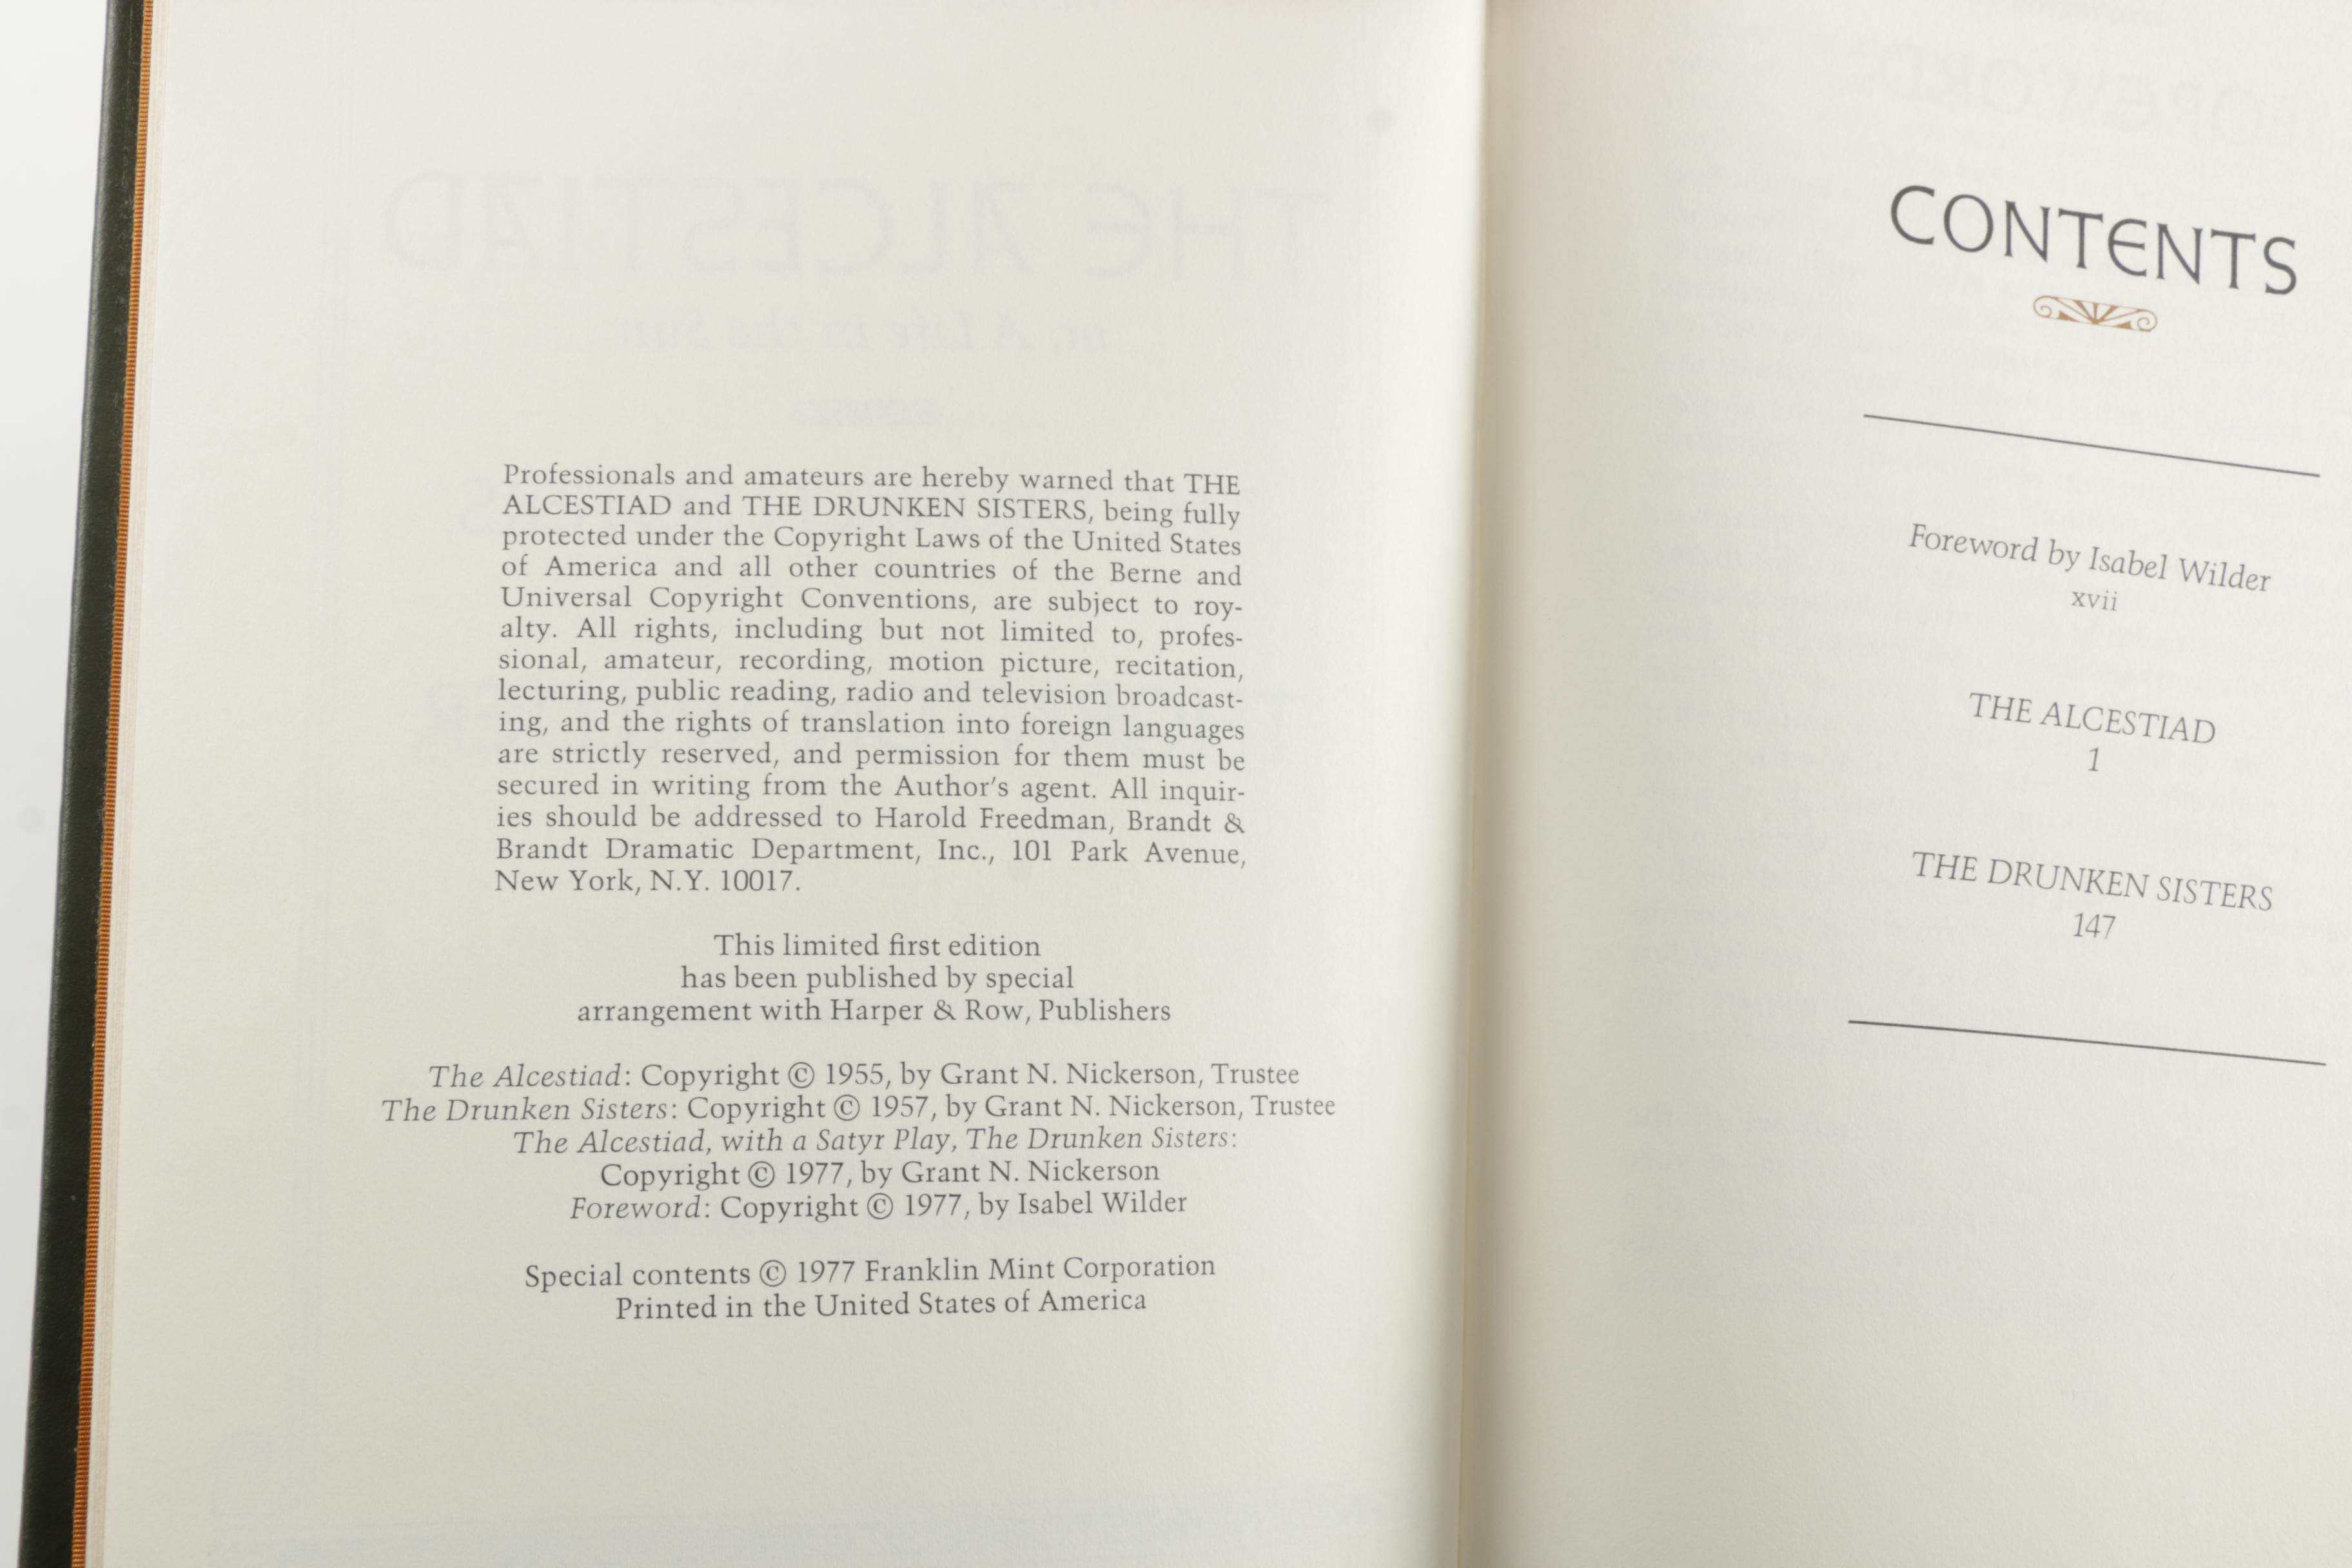 Professionals and amateurs are hereby warned that THE
ALCESTIAD and THE DRUNKEN SISTERS, being fully
protected under the Copyright Laws of the United States
of America and all other countries of the Berne and
Universal Copyright Conventions, are subject to roy-
alty. All rights, including but not limited to, profes-
sional, amateur, recording, motion picture, recitation,
lecturing, public reading, radio and television broadcast-
ing, and the rights of translation into foreign languages
are strictly reserved, and permission for them must be
secured in writing from the Author's agent. All inquir-
ies should be addressed to Harold Freedman, Brandt &
Brandt Dramatic Department, Inc., 101 Park Avenue,
New York, N.Y. 10017.
This limited first edition
has been published by special
arrangement with Harper & Row, Publishers
The Alcestiad: Copyright © 1955, by Grant N. Nickerson, Trustee
The Drunken Sisters: Copyright © 1957, by Grant N. Nickerson, Trustee
The Alcestiad, with a Satyr Play, The Drunken Sisters:
Copyright © 1977, by Grant N. Nickerson
Foreword: Copyright © 1977, by Isabel Wilder
Special contents © 1977 Franklin Mint Corporation
Printed in the United States of America
CONTENTS
Foreword by Isabel Wilder
xvii
THE ALCESTIAD
1
THE DRUNKEN SISTERS
147